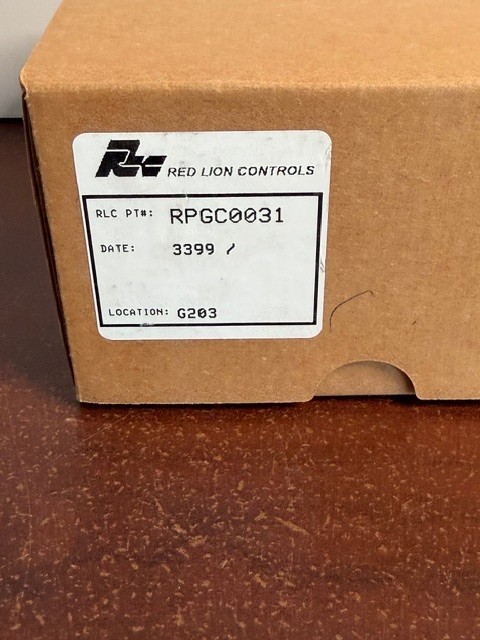 RLC RED LION CONTROLS
RLC PT#: RPGC0031
DATE: 3399 /
LOCATION: G203